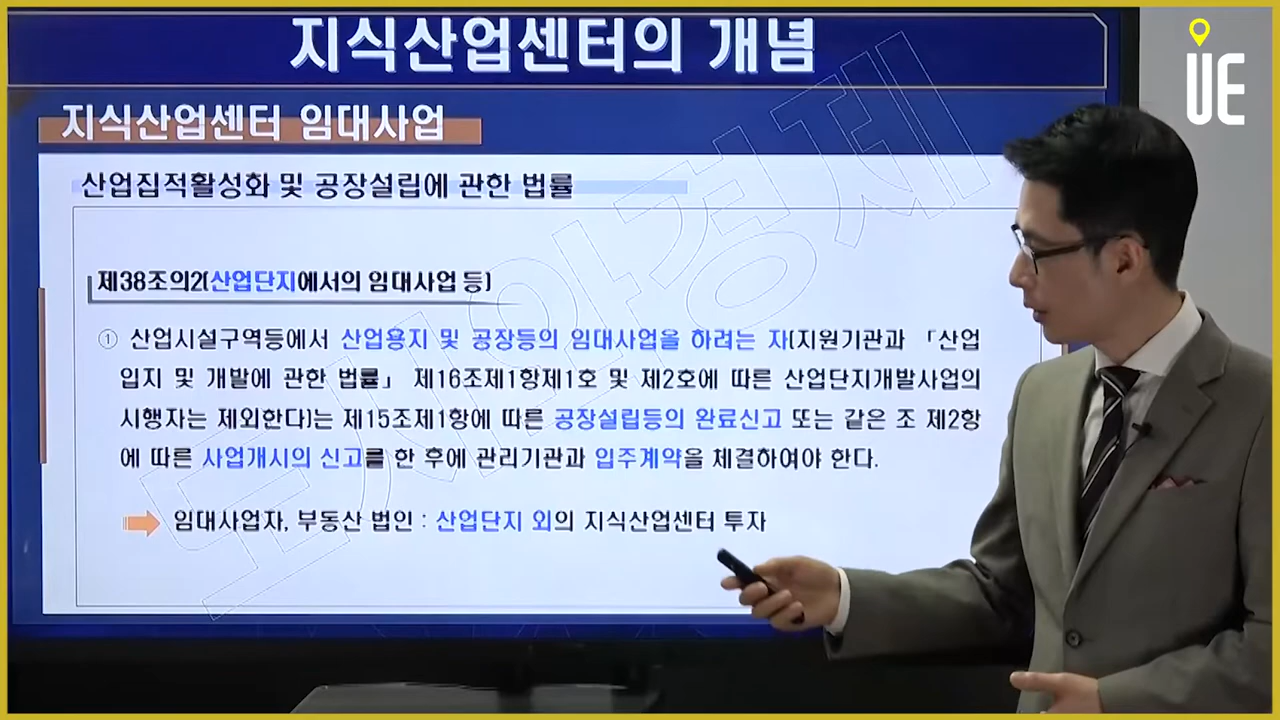 지식산업센터의 개념
UE
지식산업센터 임대사업
산업집적활성화 및 공장설립에 관한 법률
제38조의2(산업단지에서의 임대사업 등)
① 산업시설구역등에서 산업용지 및 공장등의 임대사업을 하려는 자(지원기관과 「산업
입지 및 개발에 관한 법률」 제16조제1항제1호 및 제2호에 따른 산업단지개발사업의
시행자는 제외한다)는 제15조제1항에 따른 공장설립등의 완료신고 또는 같은 조 제2항
에 따른 사업개시의 신고를 한 후에 관리기관과 입주계약을 체결하여야 한다.
임대사업자, 부동산 법인 : 산업단지 외의 지식산업센터 투자
도시와경제